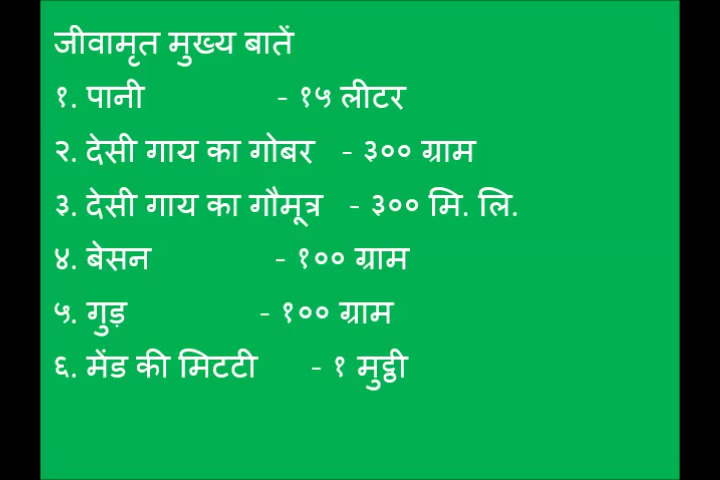 जीवामृत मुख्य बातें
१. पानी - १५ लीटर
२. देसी गाय का गोबर - ३०० ग्राम
३. देसी गाय का गौमूत्र - ३०० मि. लि.
४. बेसन - १०० ग्राम
५. गुड़ - १०० ग्राम
६. मेंड की मिटटी - १ मुट्ठी